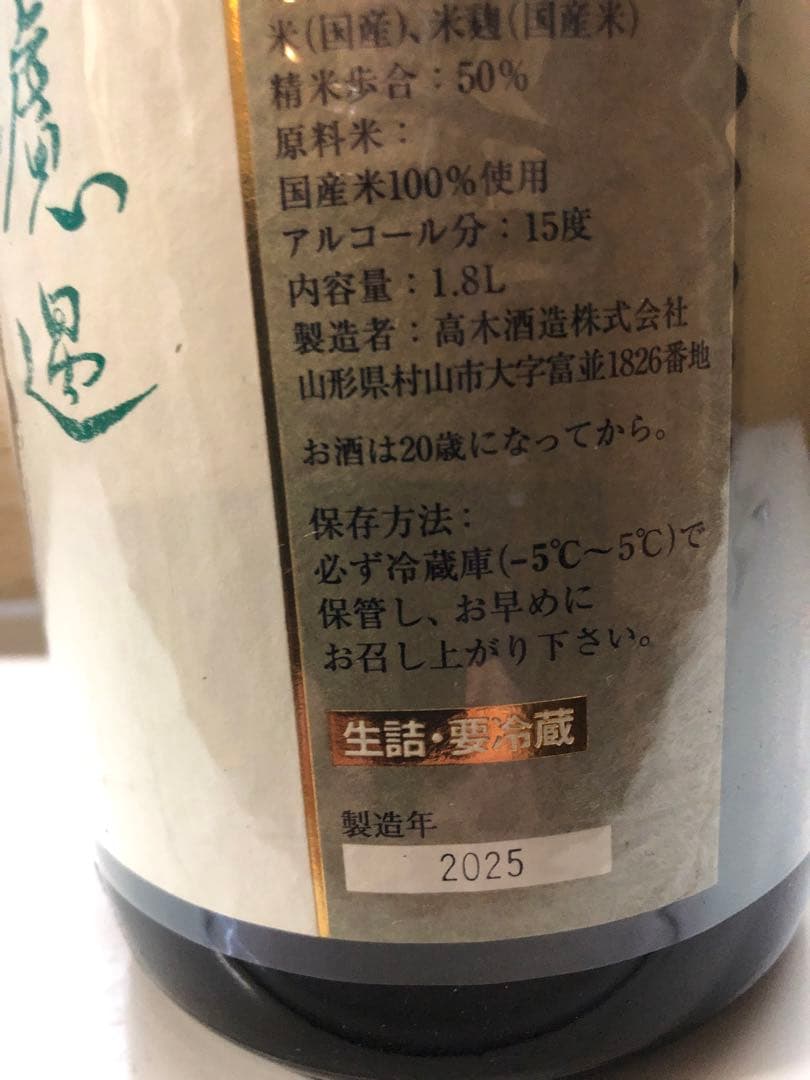 米(国産)、米麹(国産米)
精米歩合：50%
原料米：
国産米100%使用
アルコール分：15度
内容量：1.8L
製造者：高木酒造株式会社
山形県村山市大字富並1826番地
お酒は20歳になってから。
保存方法：
必ず冷蔵庫(-5℃〜5℃)で
保管し、お早めに
お召し上がり下さい。
生詰・要冷蔵
製造年
2025